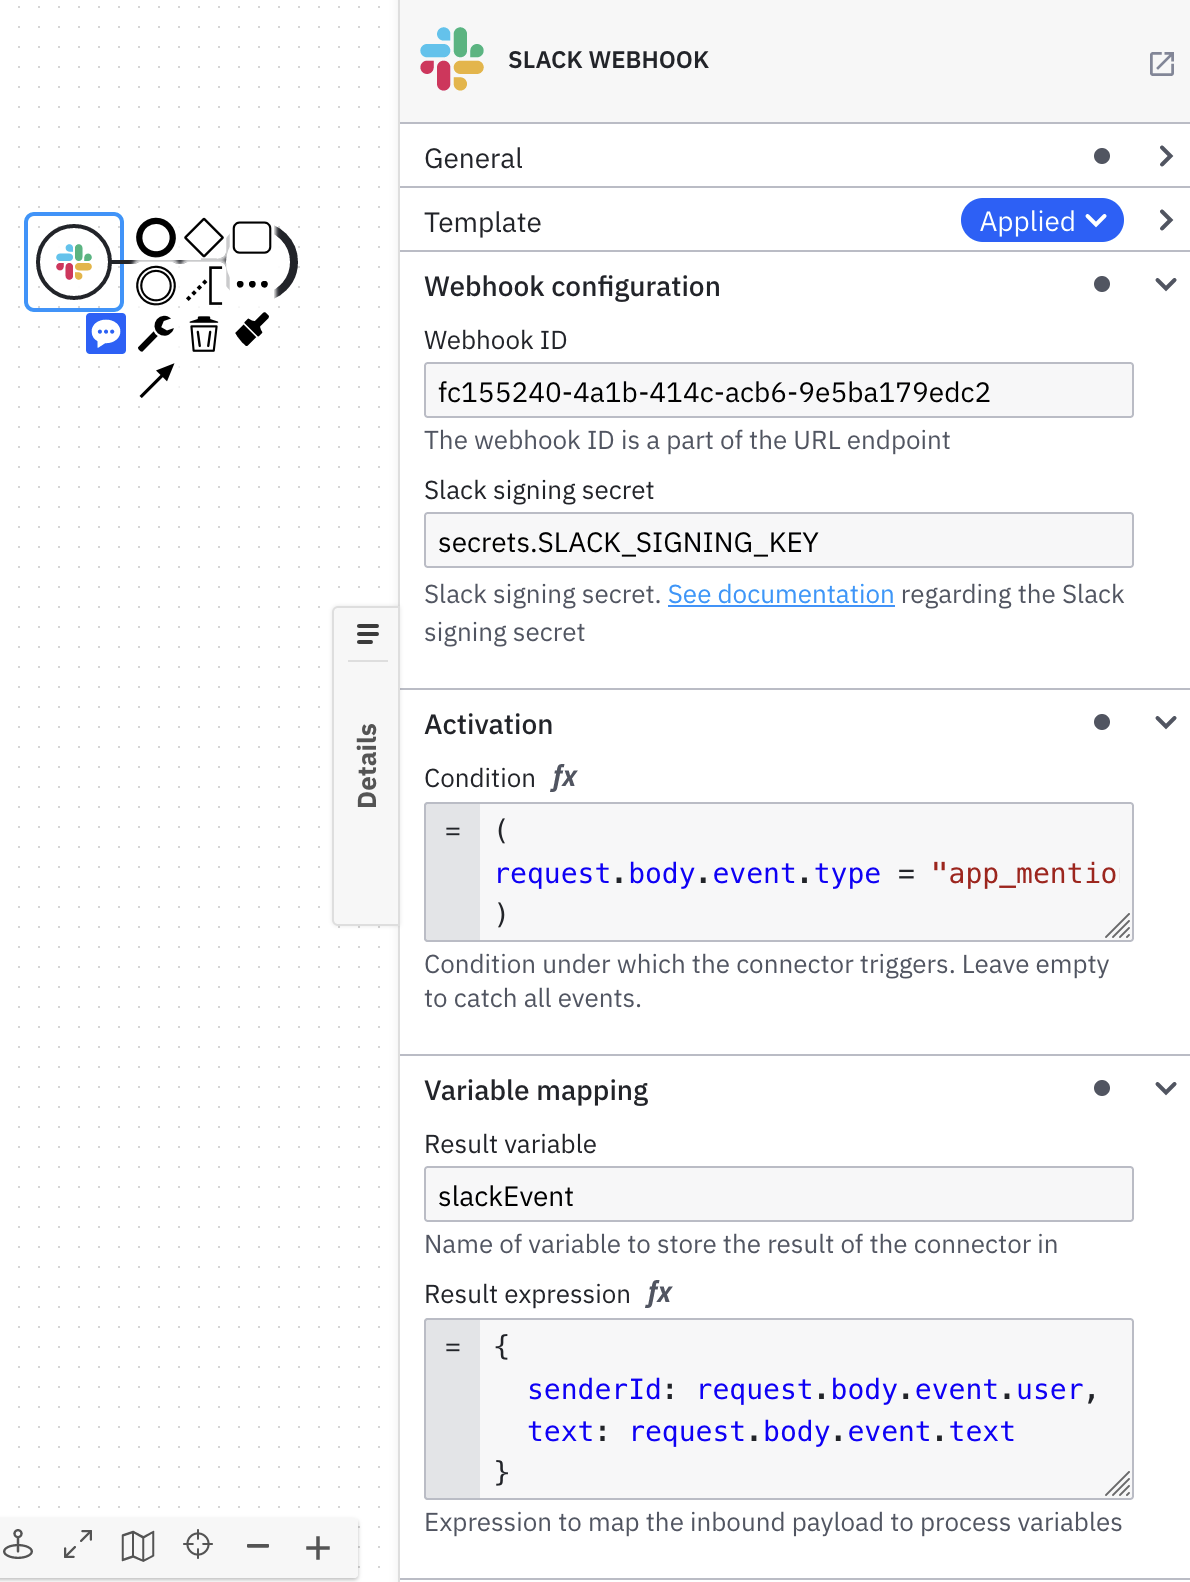 SLACK WEBHOOK
General
Template
Applied
Webhook configuration
Webhook ID
fc155240-4a1b-414c-acb6-9e5ba179edc2
The webhook ID is a part of the URL endpoint
Slack signing secret
secrets.SLACK_SIGNING_KEY
Slack signing secret. See documentation regarding the Slack
signing secret
Details
Activation
Condition fx
= (
request.body.event.type = "app_mentio
)
Condition under which the connector triggers. Leave empty
to catch all events.
Variable mapping
Result variable
slackEvent
Name of variable to store the result of the connector in
Result expression fx
= {
senderId: request.body.event.user,
text: request.body.event.text
}
Expression to map the inbound payload to process variables